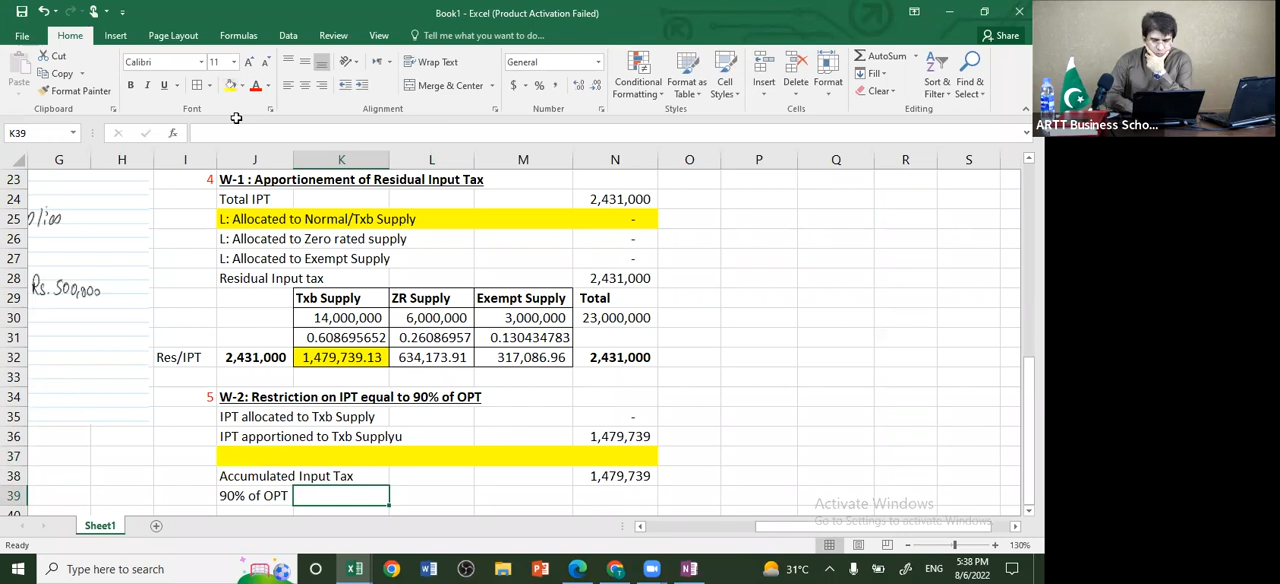 Book1 - Excel (Product Activation Failed)
File Home Insert Page Layout Formulas Data Review View Tell me what you want to do... Share
Cut
Copy
Format Painter
Paste
Calibri 11
B I U
Wrap Text
Merge & Center
General
$ % ,
Conditional Formatting
Format as Table
Cell Styles
Insert Delete Format
AutoSum
Fill
Clear
Sort & Filter
Find & Select
Clipboard Font Alignment Number Styles Cells Editing
ARTT Business Scho...
K39 fx
G H I J K L M N O P Q R S
23 4 W-1 : Apportionement of Residual Input Tax
24 Total IPT 2,431,000
25 L: Allocated to Normal/Txb Supply -
26 L: Allocated to Zero rated supply -
27 L: Allocated to Exempt Supply -
28 Residual Input tax 2,431,000
Rs. 500,000
29 Txb Supply ZR Supply Exempt Supply Total
30 14,000,000 6,000,000 3,000,000 23,000,000
31 0.608695652 0.26086957 0.130434783
32 Res/IPT 2,431,000 1,479,739.13 634,173.91 317,086.96 2,431,000
33
34 5 W-2: Restriction on IPT equal to 90% of OPT
35 IPT allocated to Txb Supply -
36 IPT apportioned to Txb Supplyu 1,479,739
37
38 Accumulated Input Tax 1,479,739
39 90% of OPT
Activate Windows
Go to Settings to activate Windows.
Sheet1
Ready 130%
Type here to search
31°C ENG 5:38 PM
8/6/2022